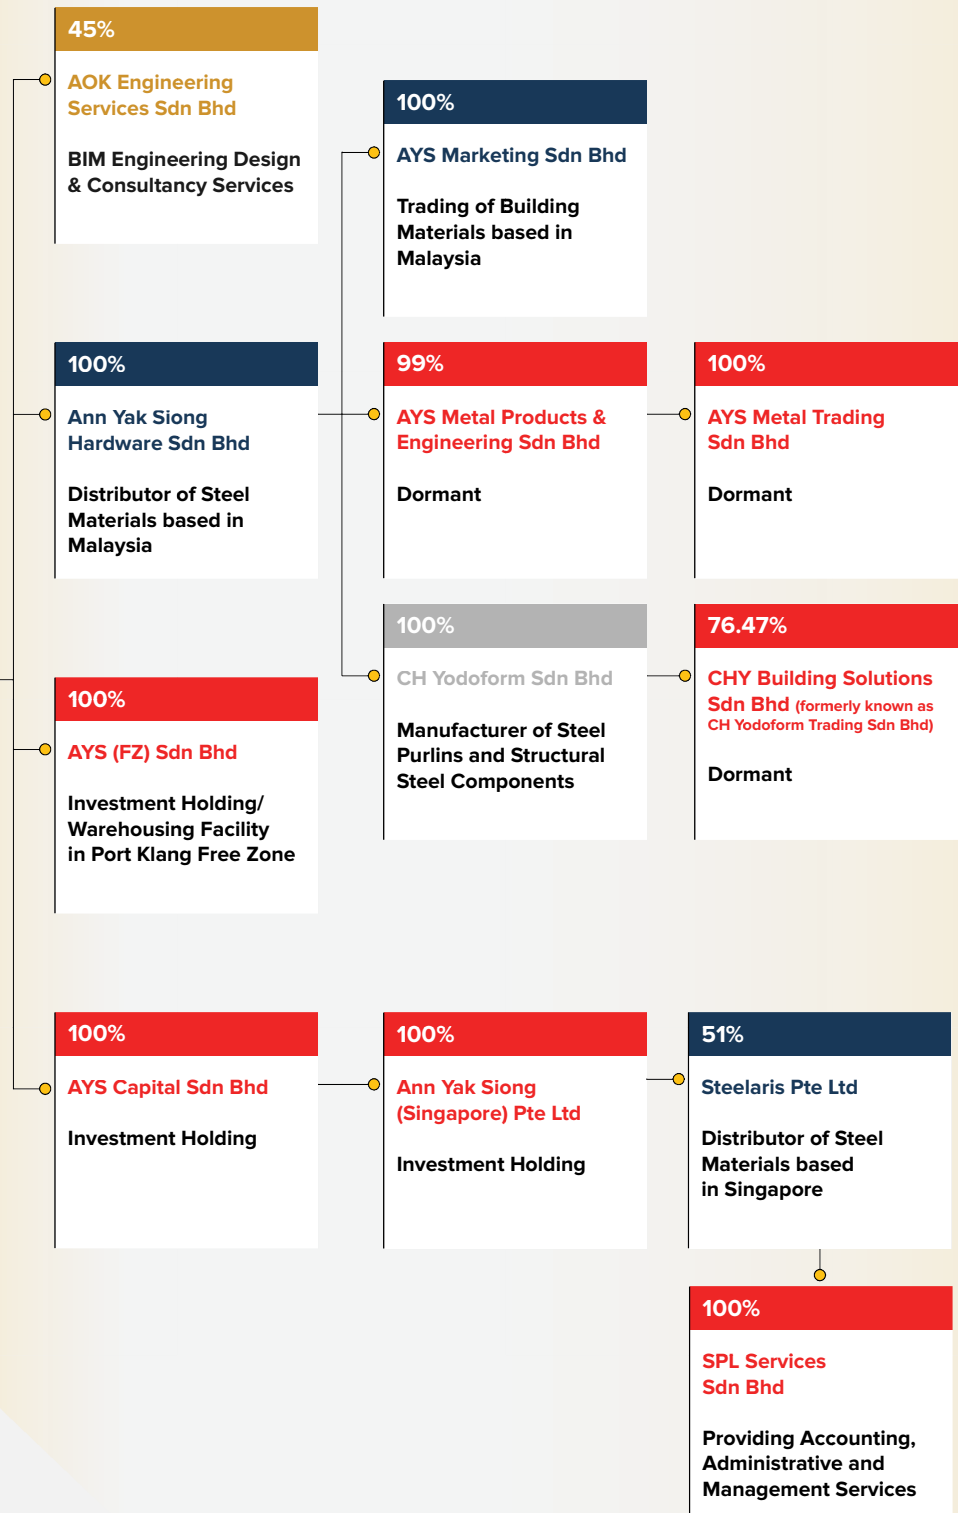 45%
AOK Engineering
Services Sdn Bhd
BIM Engineering Design
& Consultancy Services
100%
AYS Marketing Sdn Bhd
Trading of Building
Materials based in
Malaysia
100%
Ann Yak Siong
Hardware Sdn Bhd
Distributor of Steel
Materials based in
Malaysia
99%
AYS Metal Products &
Engineering Sdn Bhd
Dormant
100%
AYS Metal Trading
Sdn Bhd
Dormant
100%
CH Yodoform Sdn Bhd
Manufacturer of Steel
Purlins and Structural
Steel Components
76.47%
CHY Building Solutions
Sdn Bhd (formerly known as
CH Yodoform Trading Sdn Bhd)
Dormant
100%
AYS (FZ) Sdn Bhd
Investment Holding/
Warehousing Facility
in Port Klang Free Zone
100%
AYS Capital Sdn Bhd
Investment Holding
100%
Ann Yak Siong
(Singapore) Pte Ltd
Investment Holding
51%
Steelaris Pte Ltd
Distributor of Steel
Materials based
in Singapore
100%
SPL Services
Sdn Bhd
Providing Accounting,
Administrative and
Management Services